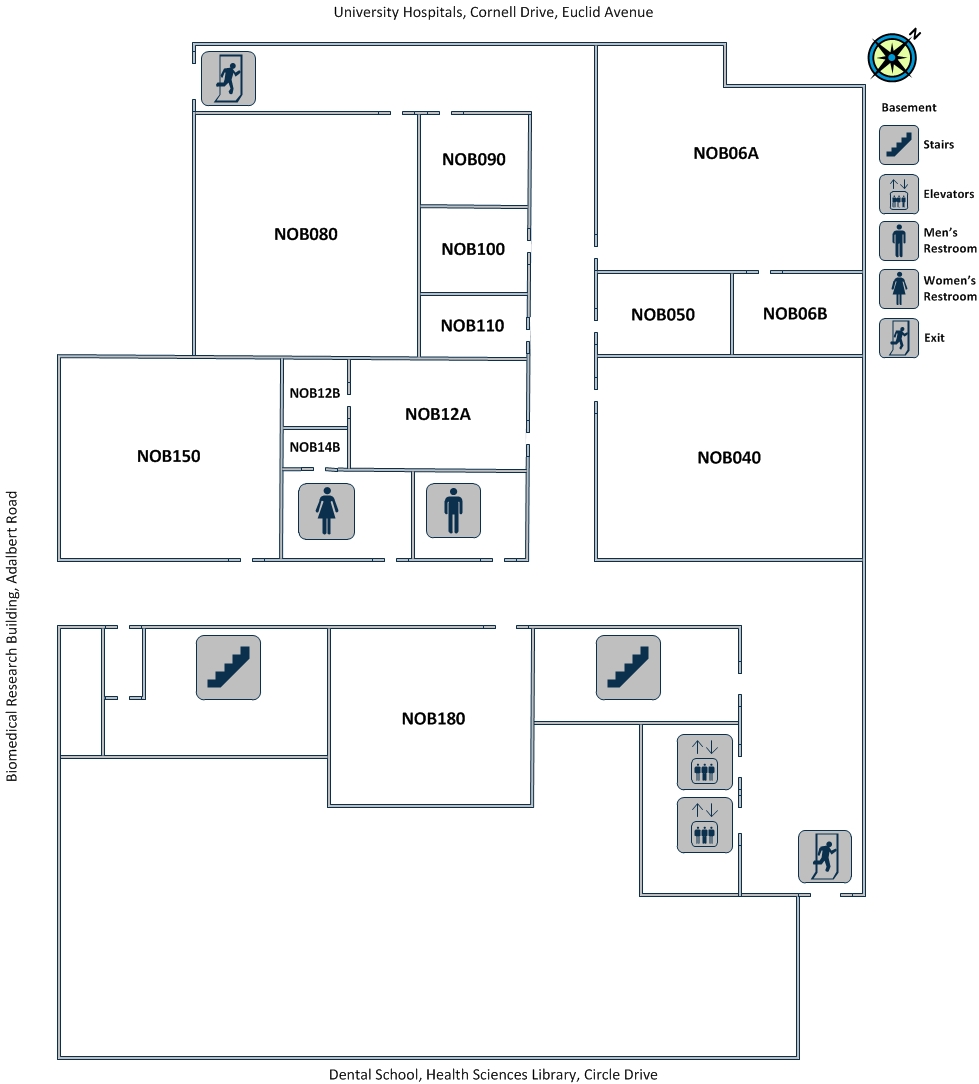 University Hospitals, Cornell Drive, Euclid Avenue
N
Basement
Stairs
Elevators
Men's
Restroom
Women's
Restroom
Exit
NOB06A
NOB090
NOB080
NOB100
NOB050
NOB06B
NOB110
NOB12B
NOB12A
NOB14B
NOB150
NOB040
Biomedical Research Building, Adalbert Road
NOB180
Dental School, Health Sciences Library, Circle Drive